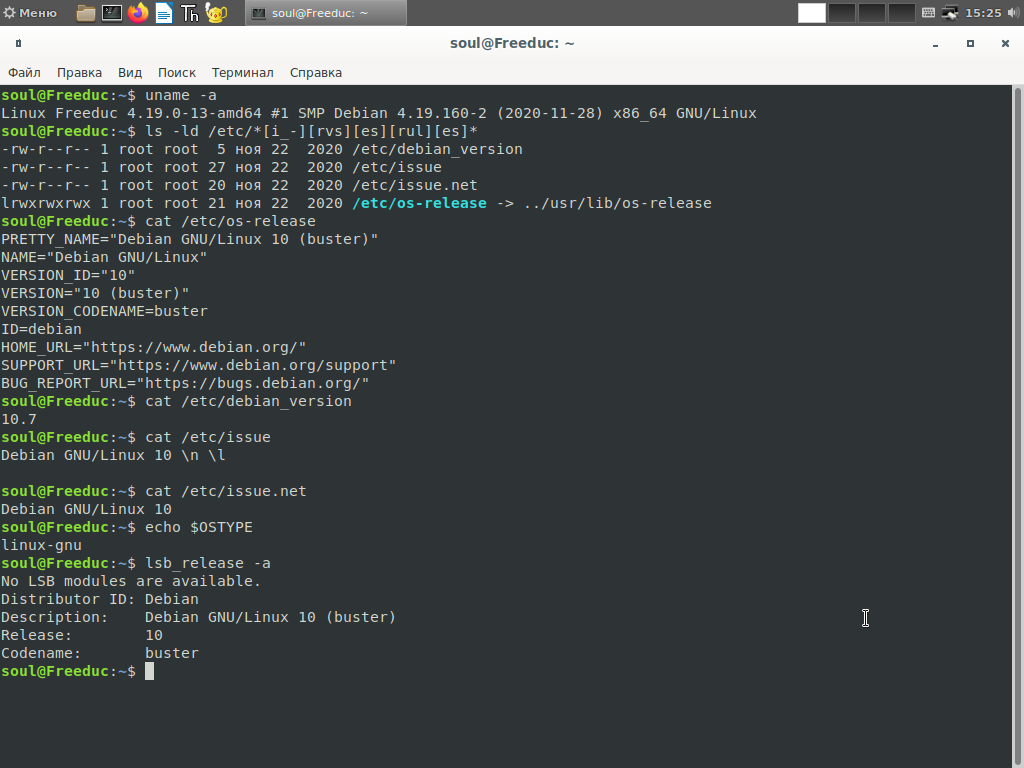 Меню
soul@Freeduc: ~
15:25
soul@Freeduc: ~
Файл Правка Вид Поиск Терминал Справка
soul@Freeduc:~$ uname -a
Linux Freeduc 4.19.0-13-amd64 #1 SMP Debian 4.19.160-2 (2020-11-28) x86_64 GNU/Linux
soul@Freeduc:~$ ls -ld /etc/*[i_-][rvs][es][rul][es]*
-rw-r--r-- 1 root root  5 ноя 22  2020 /etc/debian_version
-rw-r--r-- 1 root root 27 ноя 22  2020 /etc/issue
-rw-r--r-- 1 root root 20 ноя 22  2020 /etc/issue.net
lrwxrwxrwx 1 root root 21 ноя 22  2020 /etc/os-release -> ../usr/lib/os-release
soul@Freeduc:~$ cat /etc/os-release
PRETTY_NAME="Debian GNU/Linux 10 (buster)"
NAME="Debian GNU/Linux"
VERSION_ID="10"
VERSION="10 (buster)"
VERSION_CODENAME=buster
ID=debian
HOME_URL="https://www.debian.org/"
SUPPORT_URL="https://www.debian.org/support"
BUG_REPORT_URL="https://bugs.debian.org/"
soul@Freeduc:~$ cat /etc/debian_version
10.7
soul@Freeduc:~$ cat /etc/issue
Debian GNU/Linux 10 \n \l
soul@Freeduc:~$ cat /etc/issue.net
Debian GNU/Linux 10
soul@Freeduc:~$ echo $OSTYPE
linux-gnu
soul@Freeduc:~$ lsb_release -a
No LSB modules are available.
Distributor ID: Debian
Description:    Debian GNU/Linux 10 (buster)
Release:        10
Codename:       buster
soul@Freeduc:~$